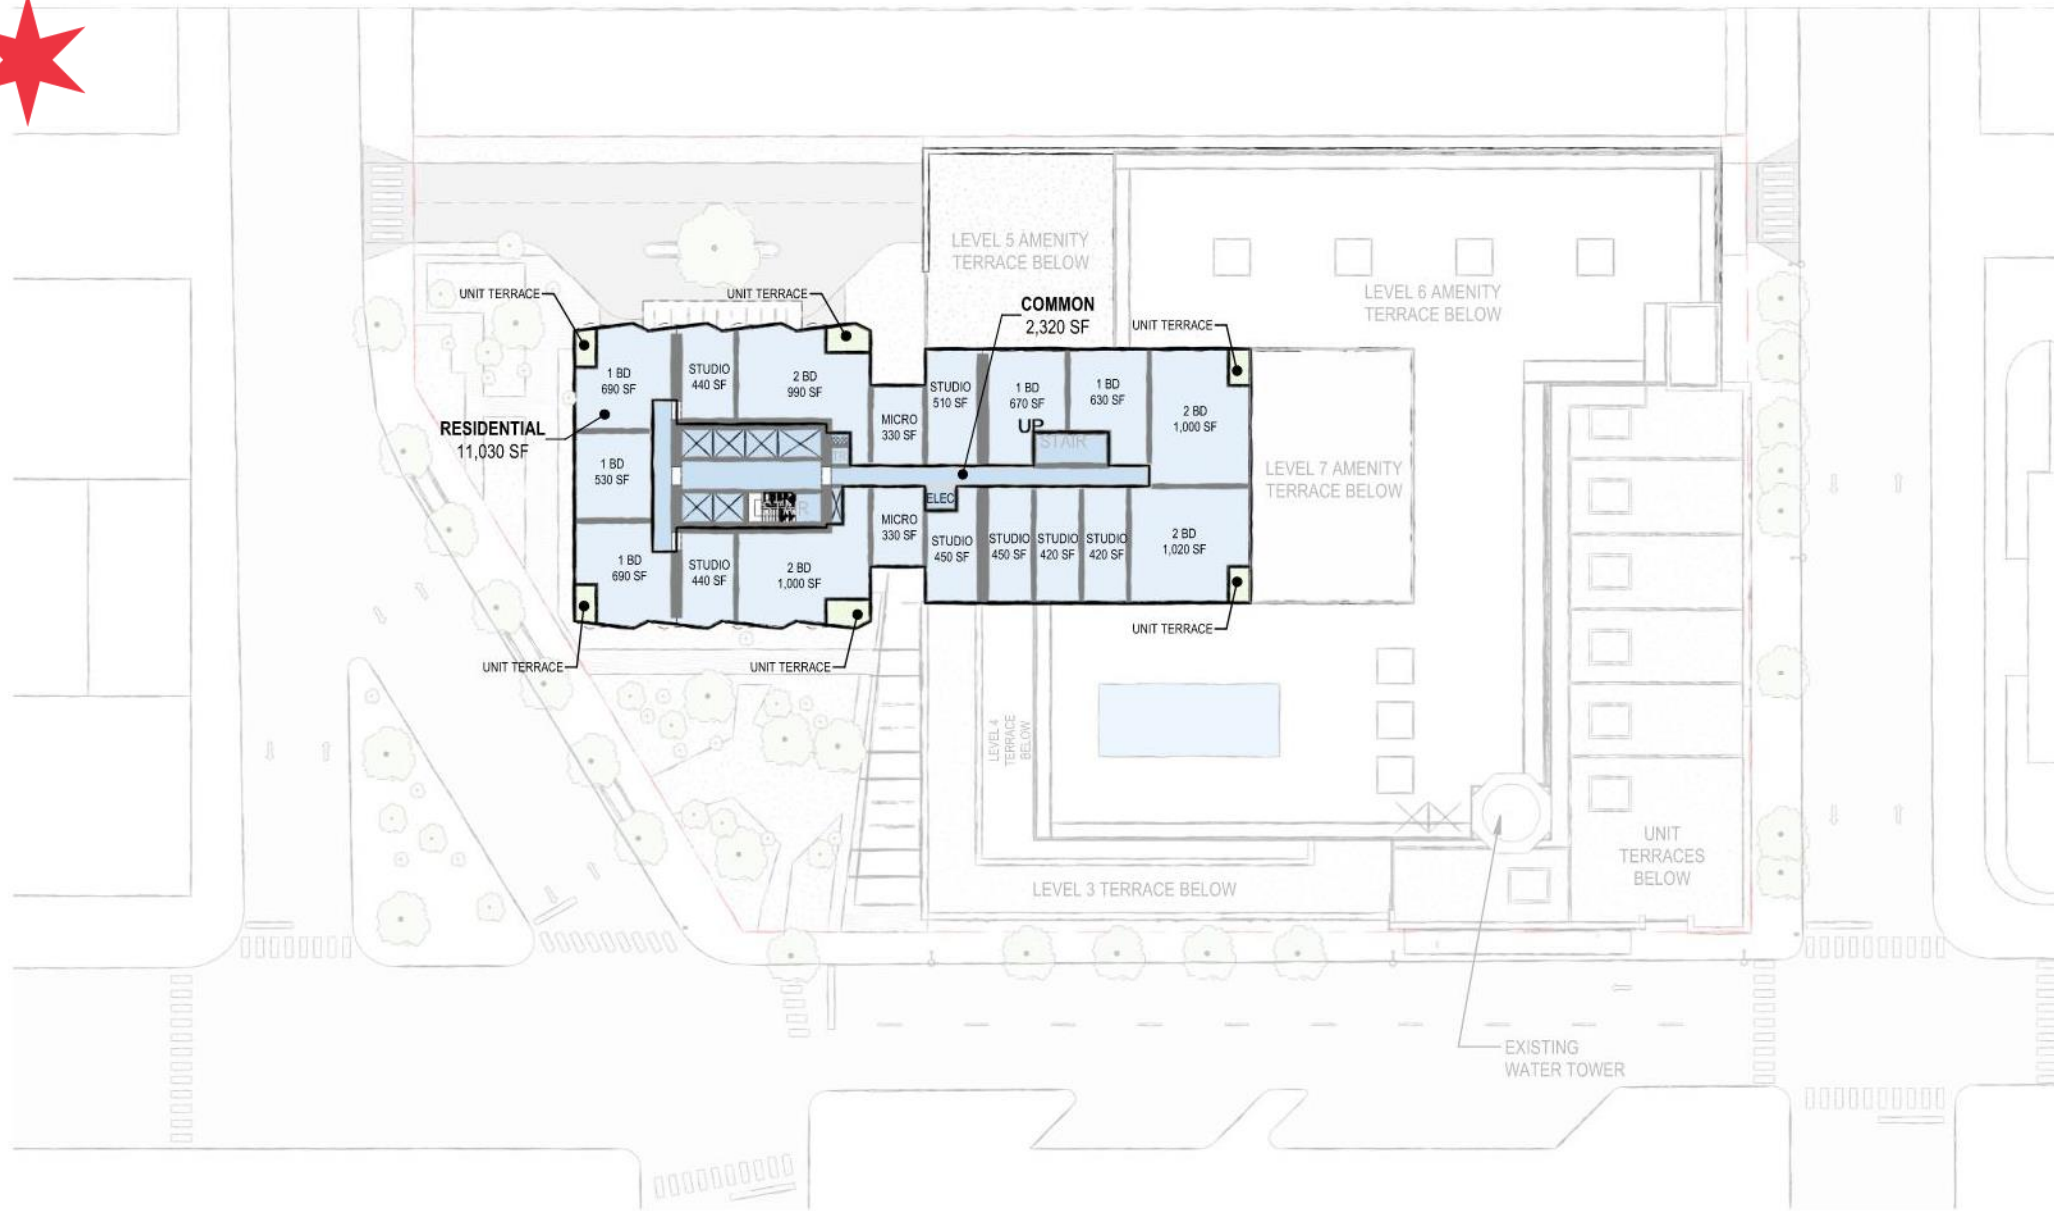 LEVEL 5 AMENITY
TERRACE BELOW
LEVEL 6 AMENITY
TERRACE BELOW
UNIT TERRACE
UNIT TERRACE
COMMON
2,320 SF
UNIT TERRACE
1 BD
690 SF
STUDIO
440 SF
2 BD
990 SF
STUDIO
510 SF
1 BD
670 SF
1 BD
630 SF
2 BD
1,000 SF
MICRO
330 SF
UP
STAIR
RESIDENTIAL
11,030 SF
1 BD
530 SF
LEVEL 7 AMENITY
TERRACE BELOW
ELEC
MICRO
330 SF
STUDIO
450 SF
STUDIO
450 SF
STUDIO
420 SF
STUDIO
420 SF
2 BD
1,020 SF
1 BD
690 SF
STUDIO
440 SF
2 BD
1,000 SF
UNIT TERRACE
UNIT TERRACE
UNIT TERRACE
LEVEL 4
TERRACE
BELOW
UNIT
TERRACES
BELOW
LEVEL 3 TERRACE BELOW
EXISTING
WATER TOWER